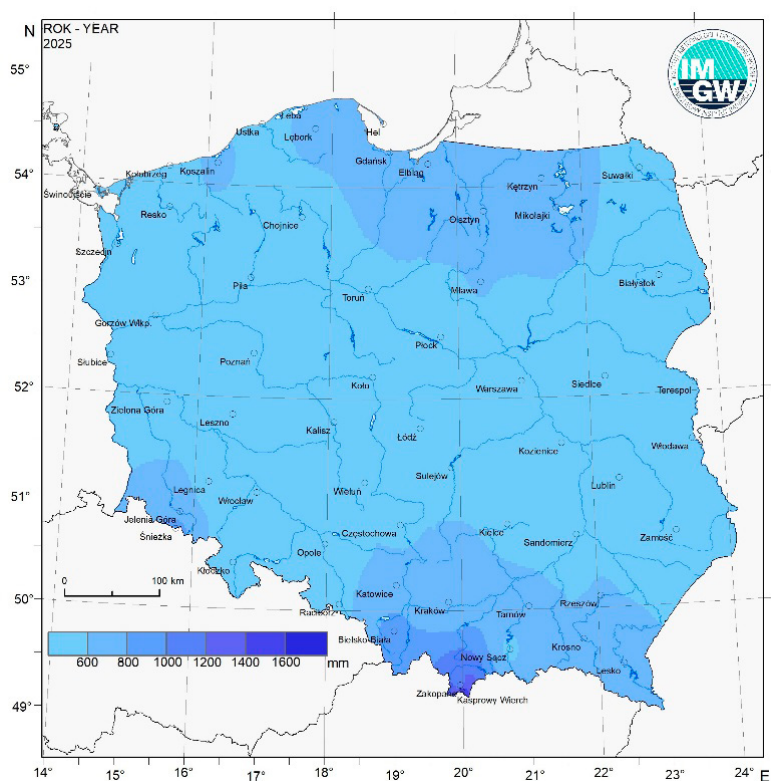 N
ROK - YEAR
2025
IMGW
55°
Łeba
Ustka
Hel
Lębork
Gdańsk
54°
Kołobrzeg
Koszalin
Elbląg
Suwałki
Świnoujście
Kętrzyn
Resko
Chojnice
Olsztyn
Mikołajki
Szczecin
53°
Piła
Toruń
Mława
Białystok
Gorzów Wlkp.
Płock
Słubice
Poznań
52°
Koło
Warszawa
Siedlce
Terespol
Zielona Góra
Leszno
Kalisz
Łódź
Kozienice
Włodawa
Sulejów
51°
Legnica
Wrocław
Wieluń
Lublin
Jelenia Góra
Śnieżka
Częstochowa
Kielce
Sandomierz
Zamość
Opole
Kłodzko
0 100 km
50°
Katowice
Kraków
Tarnów
Rzeszów
Racibórz
Bielsko-Biała
Krosno
Nowy Sącz
Lesko
600 800 1000 1200 1400 1600 mm
Zakopane
Kasprowy Wierch
49°
14° 15° 16° 17° 18° 19° 20° 21° 22° 23° 24° E